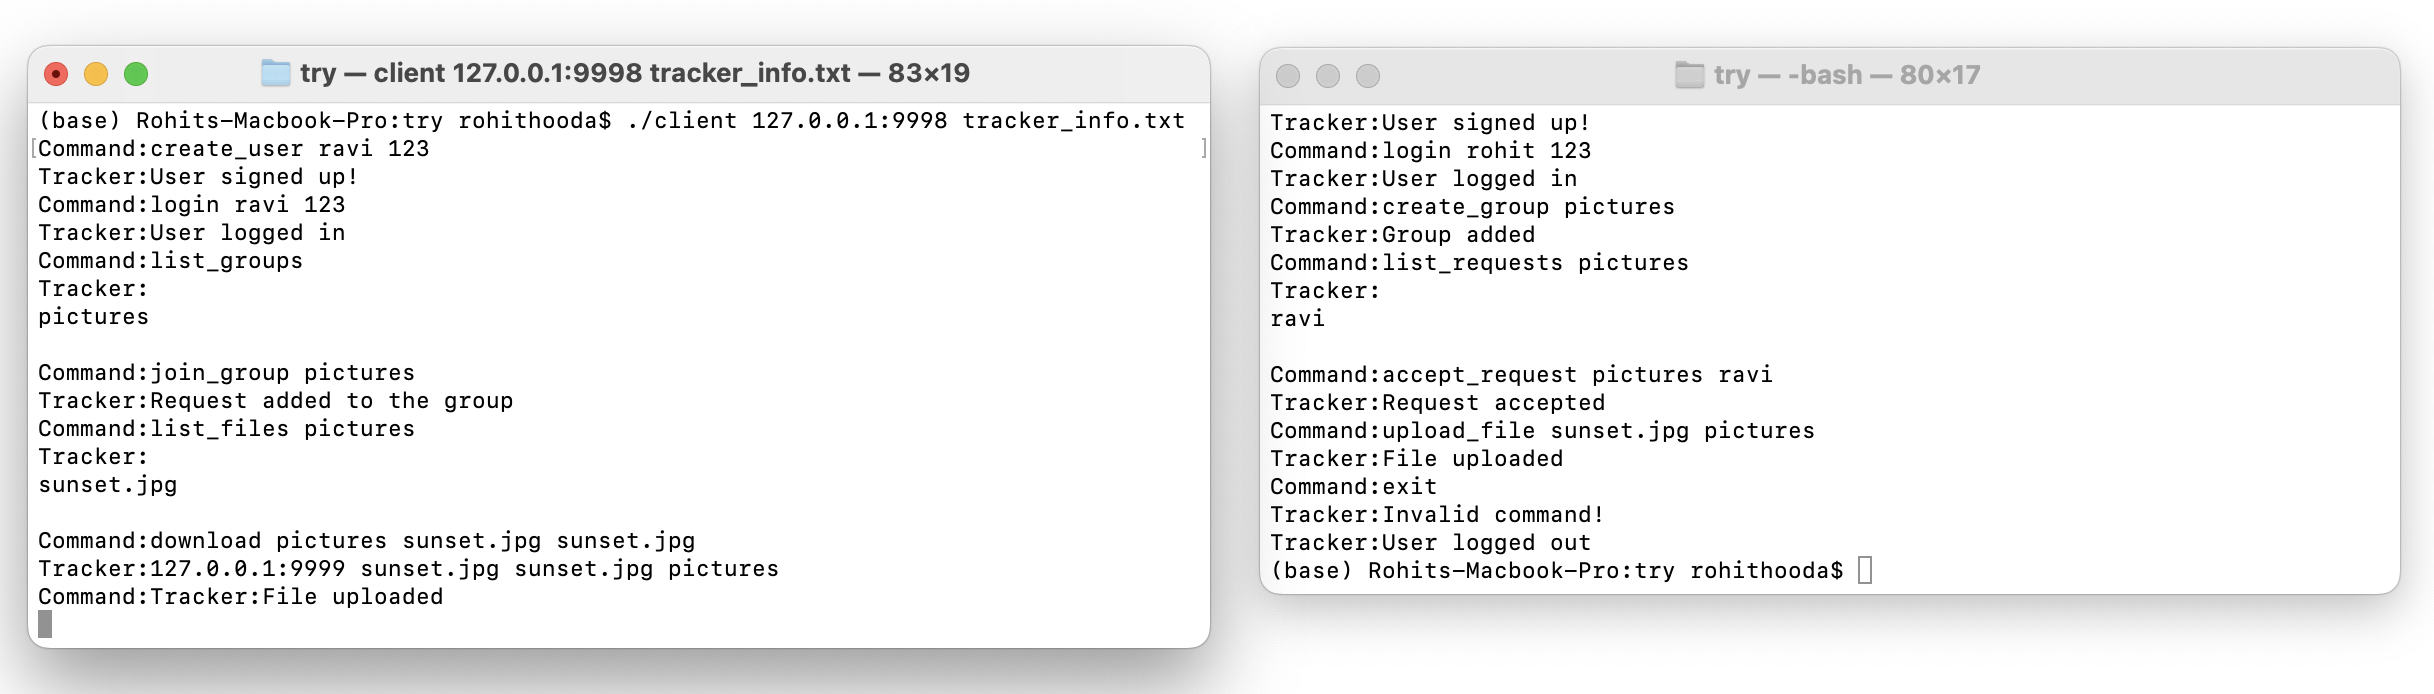 try — client 127.0.0.1:9998 tracker_info.txt — 83×19
(base) Rohits-Macbook-Pro:try rohithooda$ ./client 127.0.0.1:9998 tracker_info.txt
[Command:create_user ravi 123 ]
Tracker:User signed up!
Command:login ravi 123
Tracker:User logged in
Command:list_groups
Tracker:
pictures
Command:join_group pictures
Tracker:Request added to the group
Command:list_files pictures
Tracker:
sunset.jpg
Command:download pictures sunset.jpg sunset.jpg
Tracker:127.0.0.1:9999 sunset.jpg sunset.jpg pictures
Command:Tracker:File uploaded
try — -bash — 80×17
Tracker:User signed up!
Command:login rohit 123
Tracker:User logged in
Command:create_group pictures
Tracker:Group added
Command:list_requests pictures
Tracker:
ravi
Command:accept_request pictures ravi
Tracker:Request accepted
Command:upload_file sunset.jpg pictures
Tracker:File uploaded
Command:exit
Tracker:Invalid command!
Tracker:User logged out
(base) Rohits-Macbook-Pro:try rohithooda$